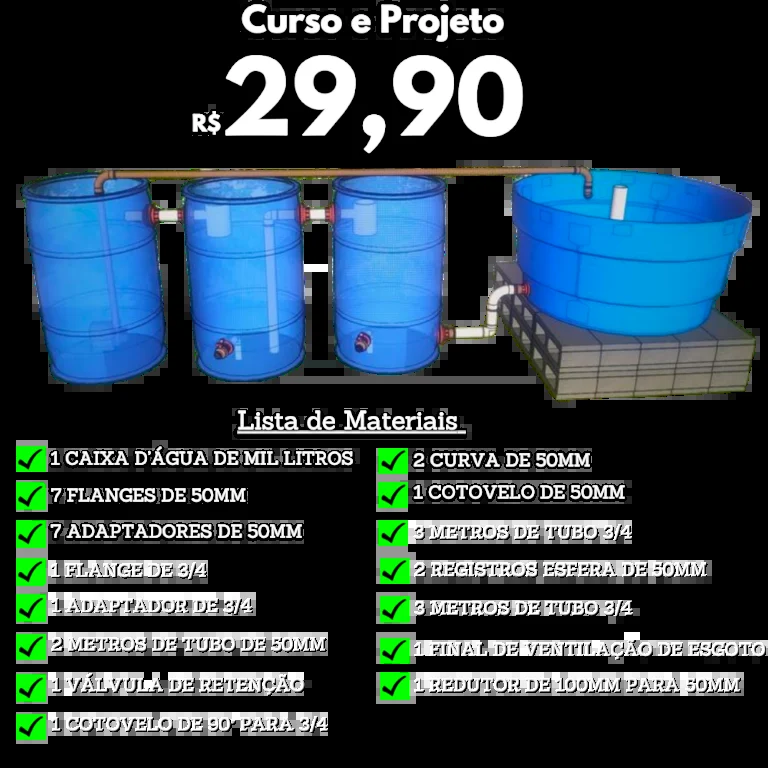 Curso e Projeto
R$ 29,90
Lista de Materiais
1 CAIXA D'ÁGUA DE MIL LITROS
7 FLANGES DE 50MM
7 ADAPTADORES DE 50MM
1 FLANGE DE 3/4
1 ADAPTADOR DE 3/4
2 METROS DE TUBO DE 50MM
1 VÁLVULA DE RETENÇÃO
1 COTOVELO DE 90° PARA 3/4
2 CURVA DE 50MM
1 COTOVELO DE 50MM
3 METROS DE TUBO 3/4
2 REGISTROS ESFERA DE 50MM
3 METROS DE TUBO 3/4
1 FINAL DE VENTILAÇÃO DE ESGOTO
1 REDUTOR DE 100MM PARA 50MM